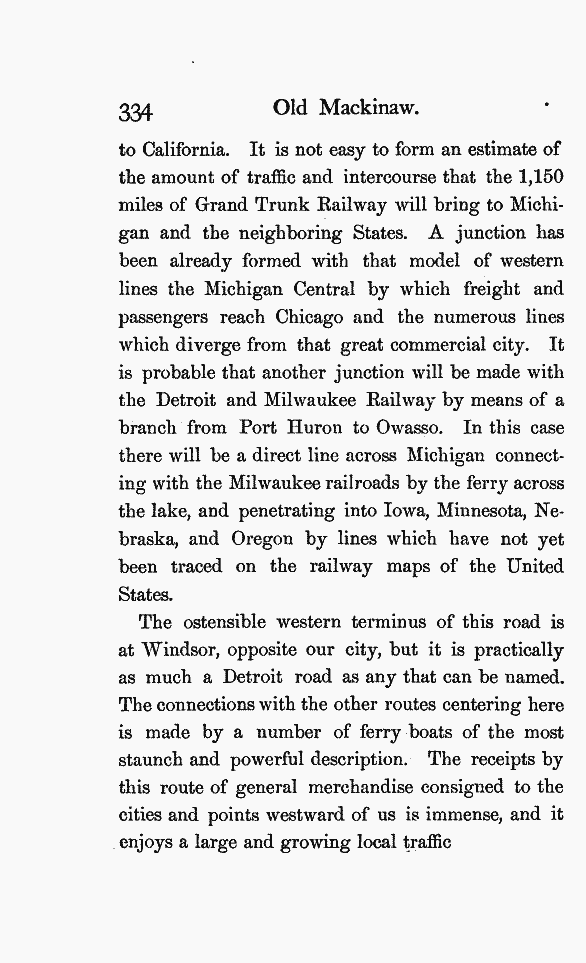 334 Old Mackinaw.
to California. It is not easy to form an estimate of
the amount of traffic and intercourse that the 1,150
miles of Grand Trunk Railway will bring to Michi-
gan and the neighboring States. A junction has
been already formed with that model of western
lines the Michigan Central by which freight and
passengers reach Chicago and the numerous lines
which diverge from that great commercial city. It
is probable that another junction will be made with
the Detroit and Milwaukee Railway by means of a
branch from Port Huron to Owasso. In this case
there will be a direct line across Michigan connect-
ing with the Milwaukee railroads by the ferry across
the lake, and penetrating into Iowa, Minnesota, Ne-
braska, and Oregon by lines which have not yet
been traced on the railway maps of the United
States.
The ostensible western terminus of this road is
at Windsor, opposite our city, but it is practically
as much a Detroit road as any that can be named.
The connections with the other routes centering here
is made by a number of ferry boats of the most
staunch and powerful description. The receipts by
this route of general merchandise consigned to the
cities and points westward of us is immense, and it
enjoys a large and growing local traffic